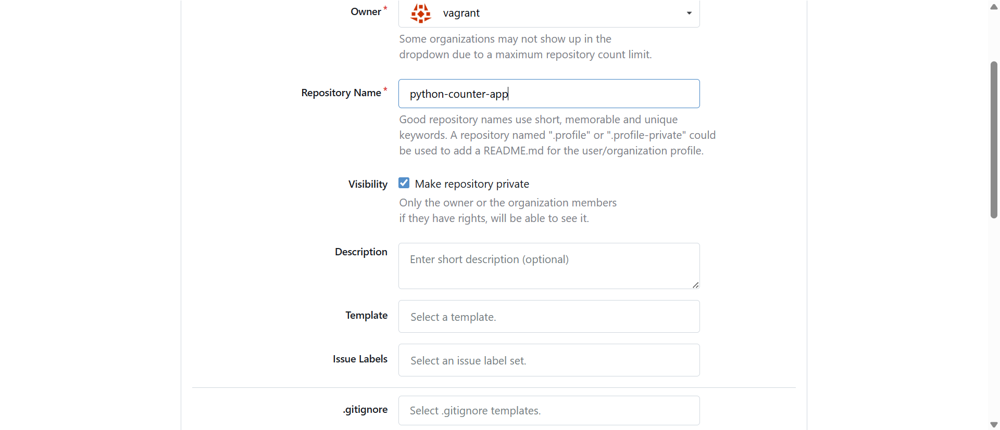 Owner *
vagrant
Some organizations may not show up in the
dropdown due to a maximum repository count limit.
Repository Name *
python-counter-app
Good repository names use short, memorable and unique
keywords. A repository named ".profile" or ".profile-private" could
be used to add a README.md for the user/organization profile.
Visibility
Make repository private
Only the owner or the organization members
if they have rights, will be able to see it.
Description
Enter short description (optional)
Template
Select a template.
Issue Labels
Select an issue label set.
.gitignore
Select .gitignore templates.